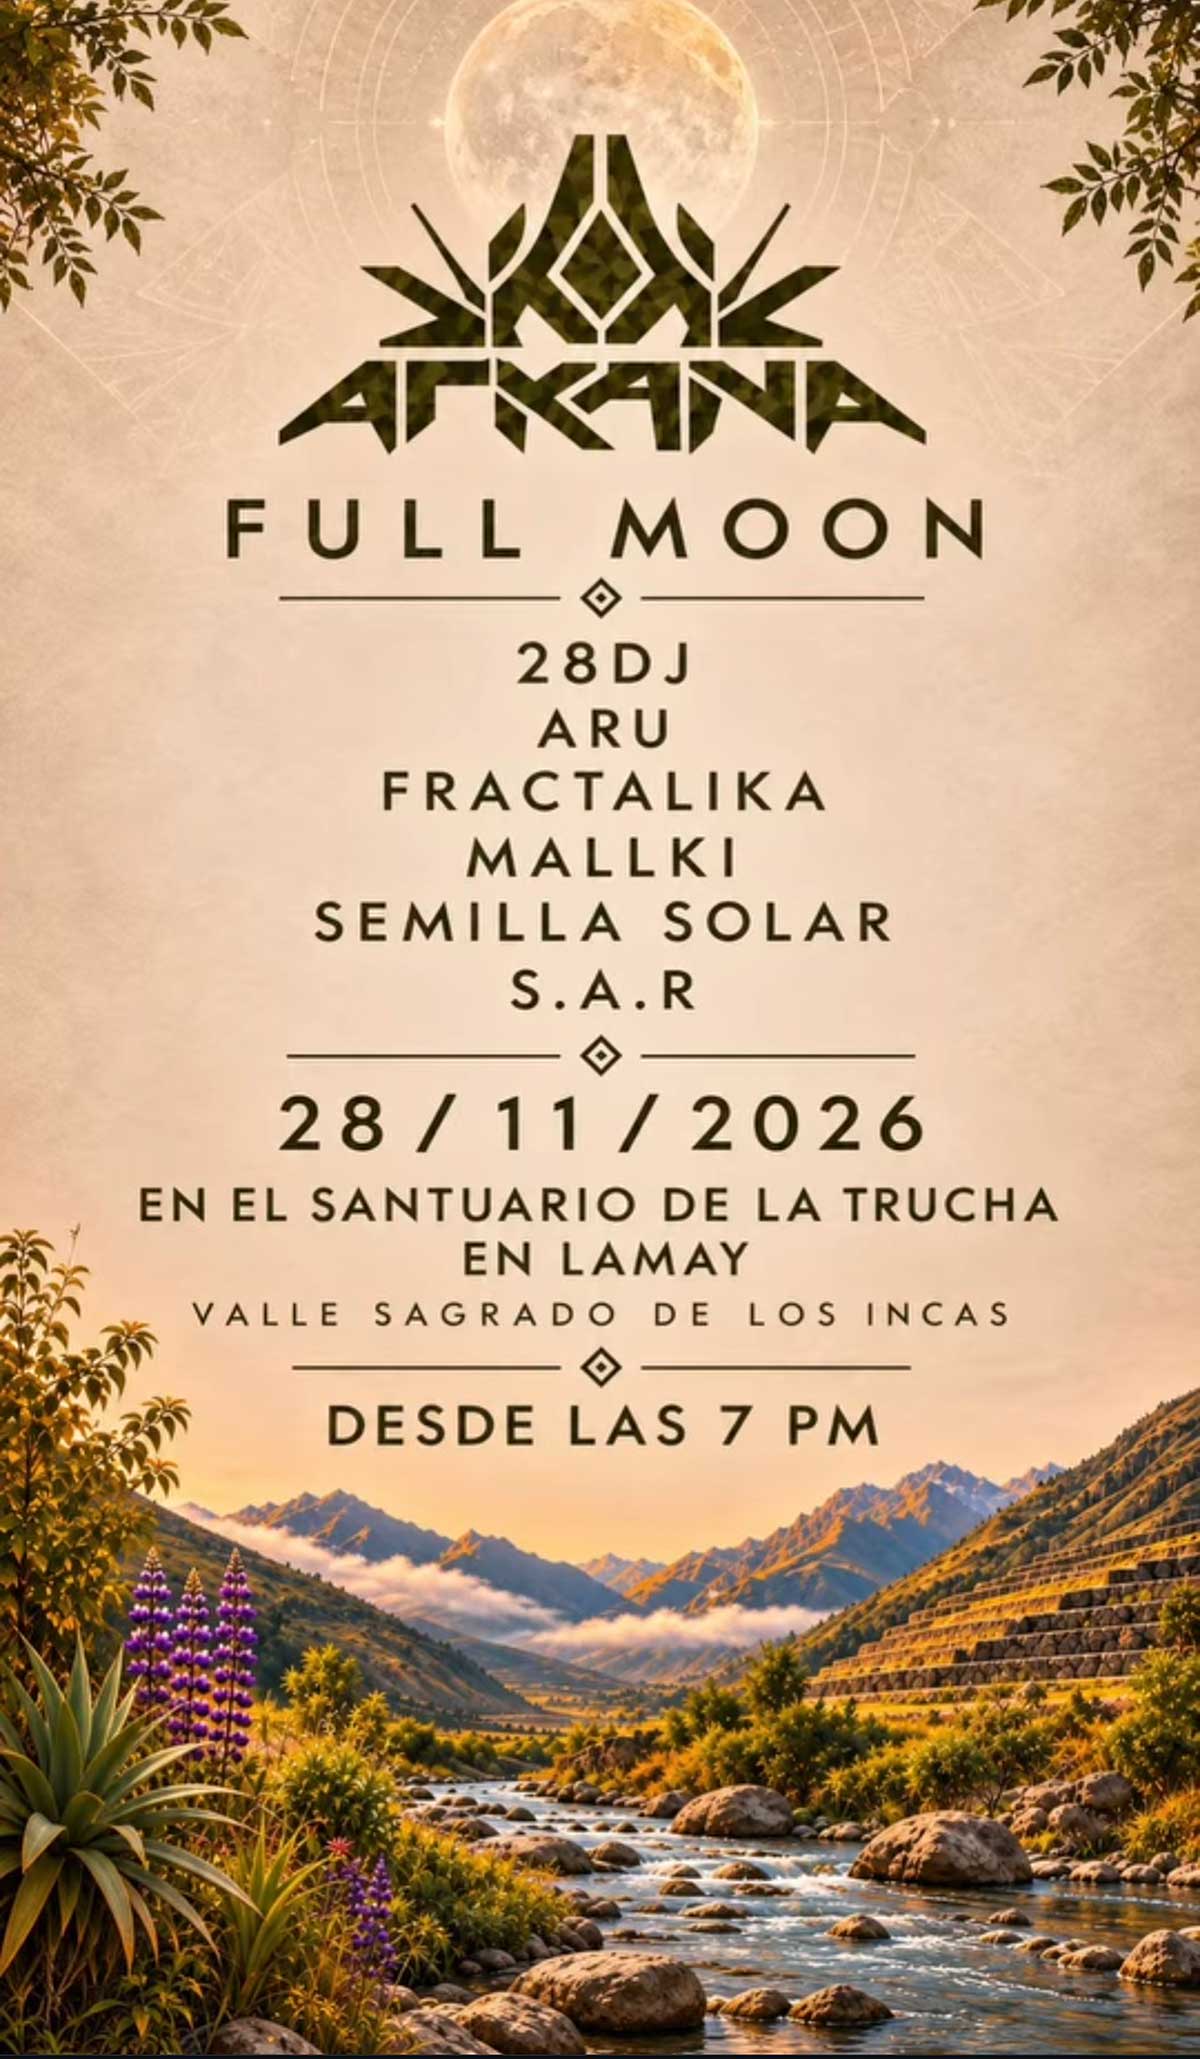 ARKANA
FULL MOON
28DJ
ARU
FRACTALIKA
MALLKI
SEMILLA SOLAR
S.A.R
28/11/2026
EN EL SANTUARIO DE LA TRUCHA
EN LAMAY
VALLE SAGRADO DE LOS INCAS
DESDE LAS 7 PM